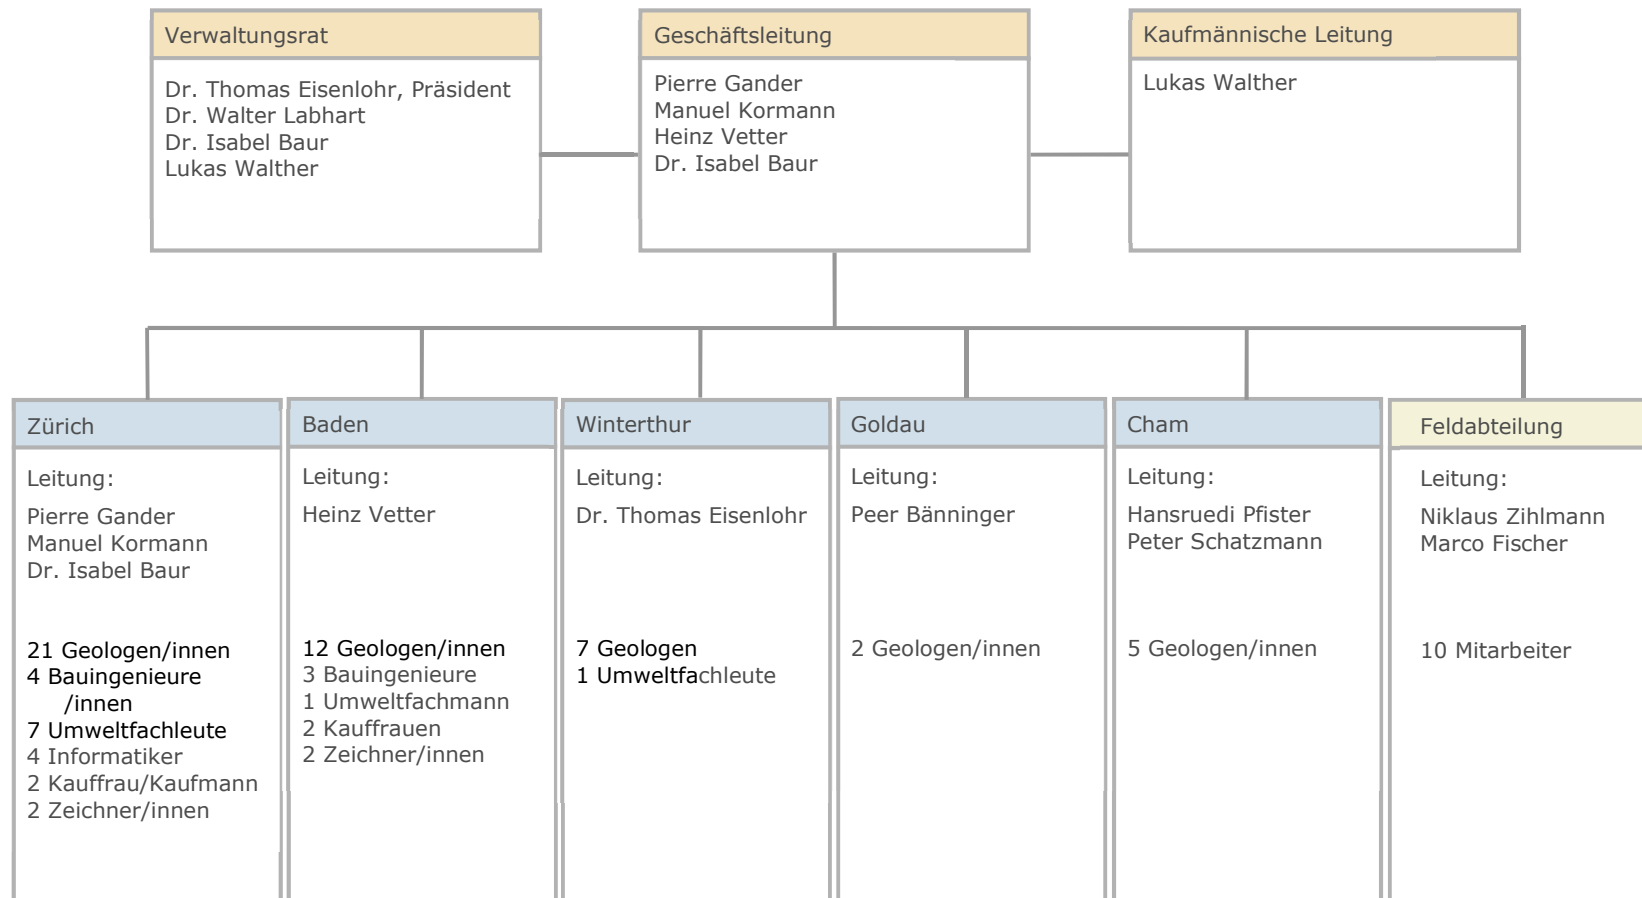 Verwaltungsrat
Dr. Thomas Eisenlohr, Präsident
Dr. Walter Labhart
Dr. Isabel Baur
Lukas Walther
Geschäftsleitung
Pierre Gander
Manuel Kormann
Heinz Vetter
Dr. Isabel Baur
Kaufmännische Leitung
Lukas Walther
Zürich
Leitung:
Pierre Gander
Manuel Kormann
Dr. Isabel Baur
21 Geologen/innen
4 Bauingenieure
/innen
7 Umweltfachleute
4 Informatiker
2 Kauffrau/Kaufmann
2 Zeichner/innen
Baden
Leitung:
Heinz Vetter
12 Geologen/innen
3 Bauingenieure
1 Umweltfachmann
2 Kauffrauen
2 Zeichner/innen
Winterthur
Leitung:
Dr. Thomas Eisenlohr
7 Geologen
1 Umweltfachleute
Goldau
Leitung:
Peer Bänninger
2 Geologen/innen
Cham
Leitung:
Hansruedi Pfister
Peter Schatzmann
5 Geologen/innen
Feldabteilung
Leitung:
Niklaus Zihlmann
Marco Fischer
10 Mitarbeiter